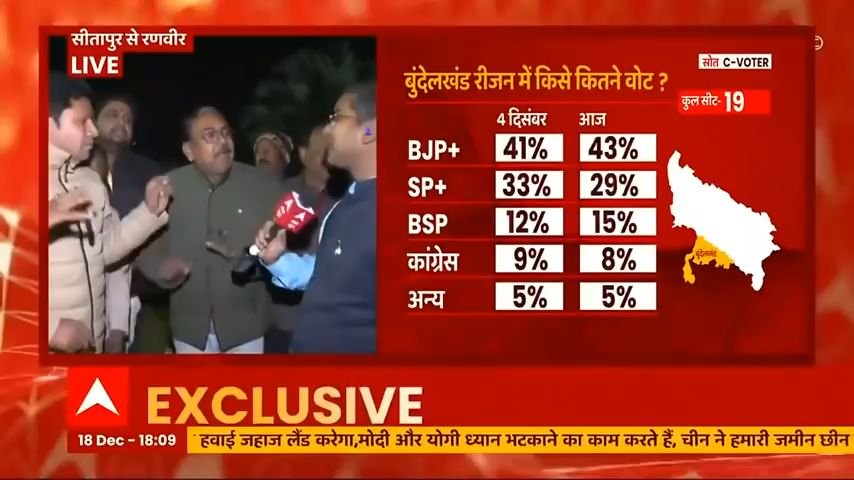 सीतापुर से रणवीर
LIVE
स्रोत C-VOTER
बुंदेलखंड रीजन में किसे कितने वोट ?
कुल सीट- 19
4 दिसंबर आज
BJP+ 41% 43%
SP+ 33% 29%
BSP 12% 15%
कांग्रेस 9% 8%
अन्य 5% 5%
बुंदेलखंड
EXCLUSIVE
18 Dec - 18:09
हवाई जहाज लैंड करेगा,मोदी और योगी ध्यान भटकाने का काम करते हैं, चीन ने हमारी जमीन छीन